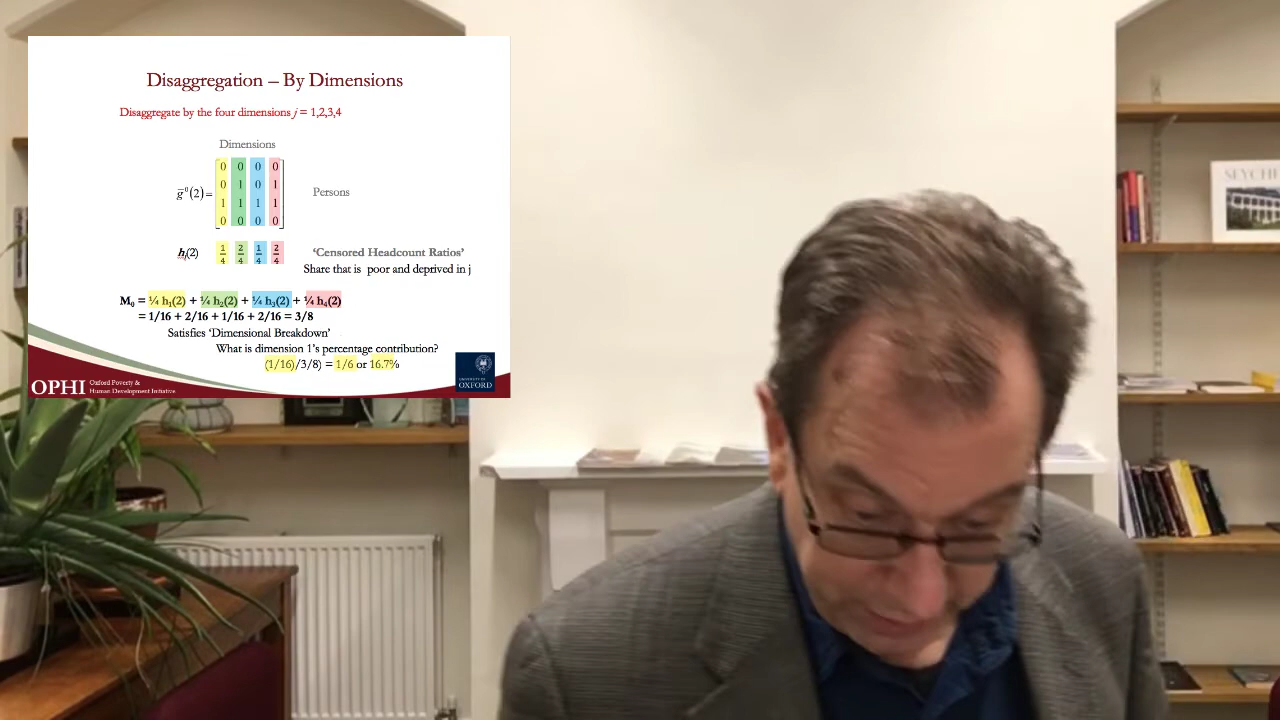 Disaggregation – By Dimensions
Disaggregate by the four dimensions j = 1,2,3,4
Dimensions
0 0 0 0
0 1 0 1
g̅⁰(2)= Persons
1 1 1 1
0 0 0 0
hⱼ(2) 1/4 2/4 1/4 2/4 ‘Censored Headcount Ratios’
Share that is poor and deprived in j
M₀ = ¼ h₁(2) + ¼ h₂(2) + ¼ h₃(2) + ¼ h₄(2)
= 1/16 + 2/16 + 1/16 + 2/16 = 3/8
Satisfies ‘Dimensional Breakdown’
What is dimension 1’s percentage contribution?
(1/16)/3/8) = 1/6 or 16.7%
OPHI Oxford Poverty &
Human Development Initiative
UNIVERSITY OF
OXFORD
SEYCHE